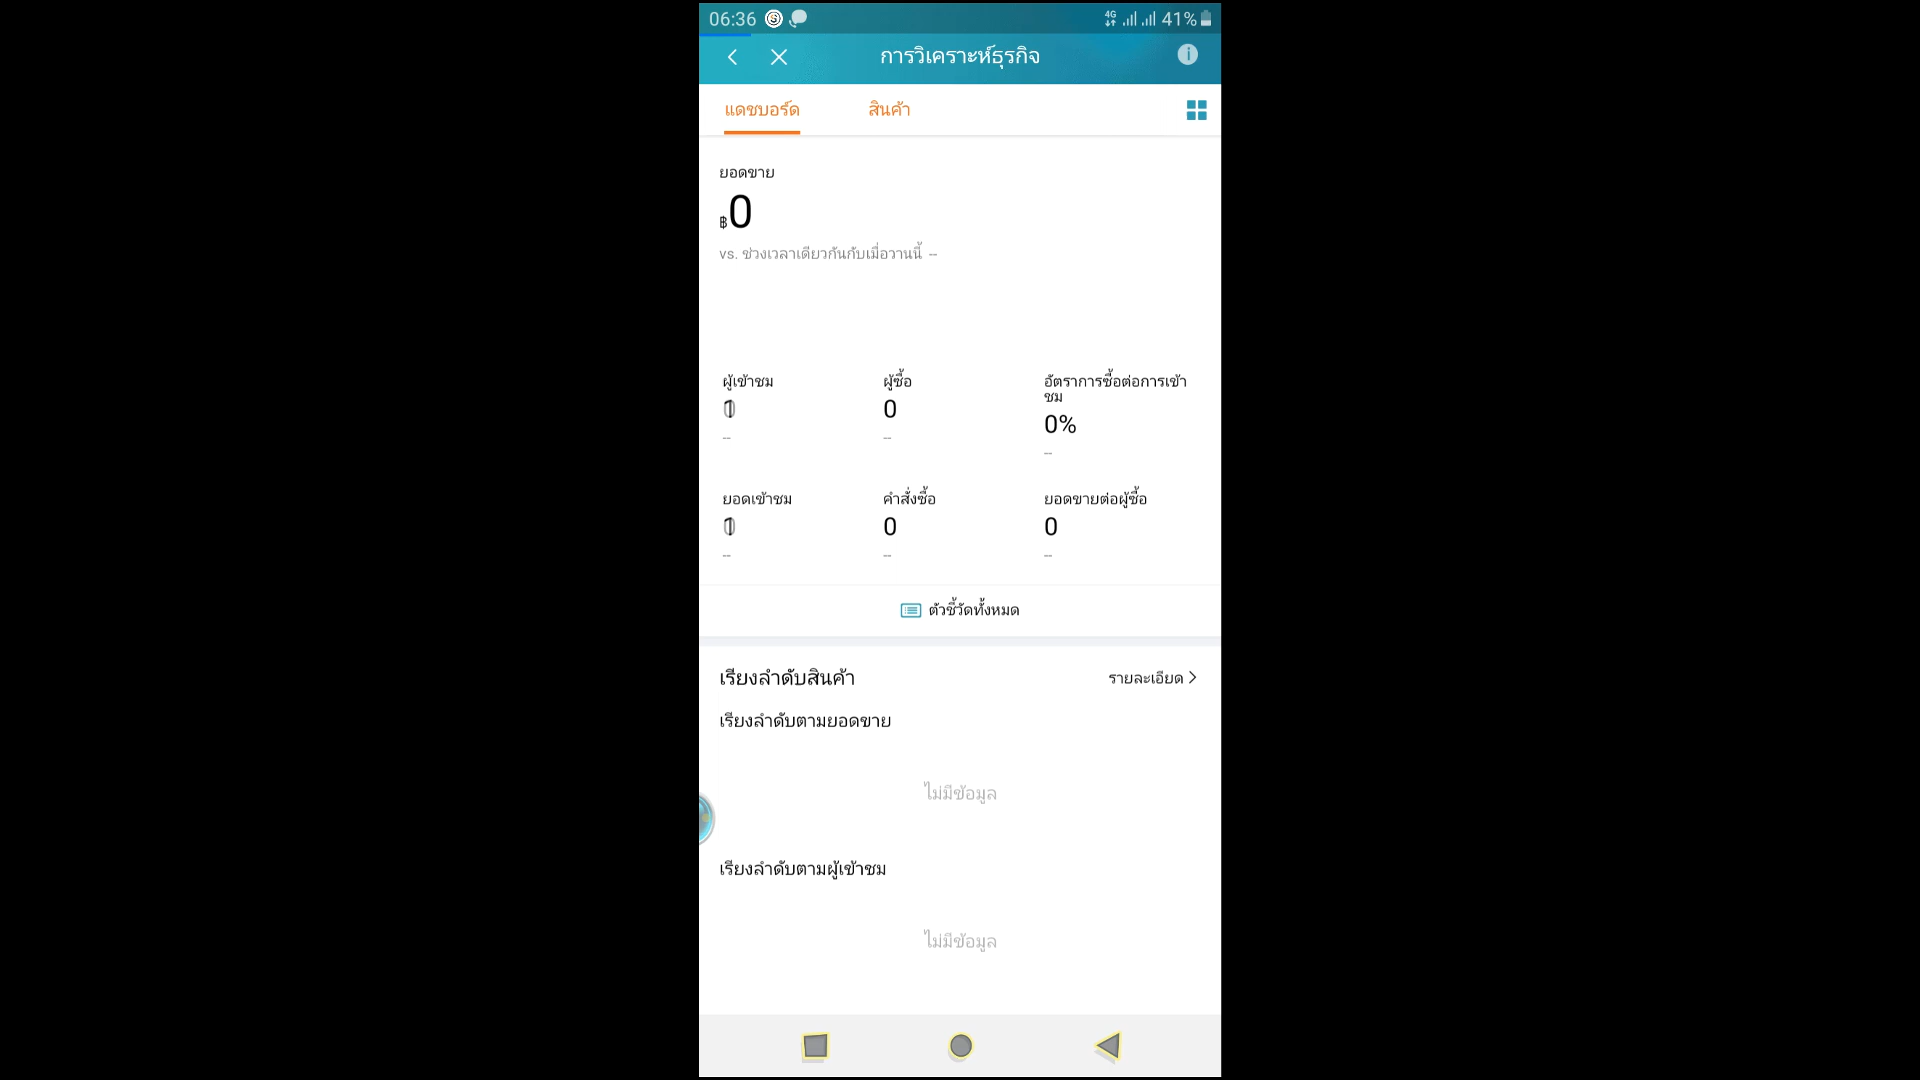 06:36
4G 41%
การวิเคราะห์ธุรกิจ
แดชบอร์ด สินค้า
ยอดขาย
฿0
vs. ช่วงเวลาเดียวกันกับเมื่อวานนี้ --
ผู้เข้าชม ผู้ซื้อ อัตราการซื้อต่อการเข้า
ชม
0 0%
-- -- --
ยอดเข้าชม คำสั่งซื้อ ยอดขายต่อผู้ซื้อ
0 0
-- -- --
ตัวชี้วัดทั้งหมด
เรียงลำดับสินค้า รายละเอียด
เรียงลำดับตามยอดขาย
ไม่มีข้อมูล
เรียงลำดับตามผู้เข้าชม
ไม่มีข้อมูล